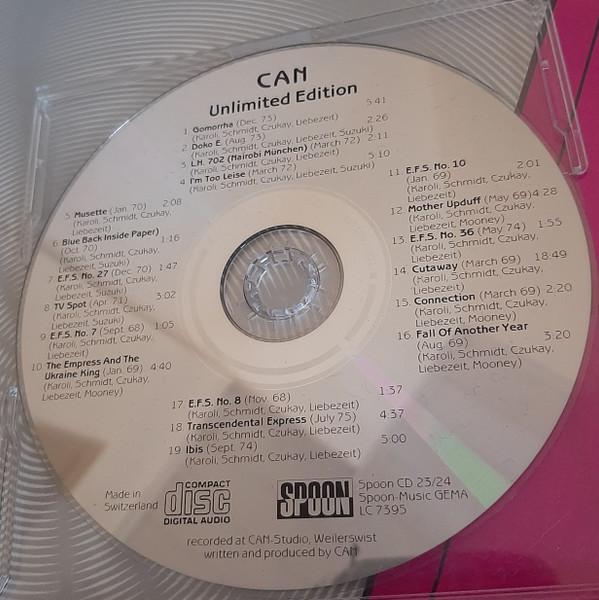 CAN
Unlimited Edition
1 Gomorrha (Dec. 73) 5:41
(Karoli, Schmidt, Czukay, Liebezeit)
2. Doko E. (Aug. 73) 2:26
(Karoli, Schmidt, Czukay, Liebezeit, Suzuki)
3 L.H. 702 (Nairobi München) (March 72) 2:11
(Karoli, Schmidt, Czukay, Liebezeit)
4 I'm Too Leise (March 72) 5:10
(Karoli, Schmidt, Czukay, Liebezeit, Suzuki)
5. Musette (Jan. 70) 2:08
(Karoli, Schmidt, Czukay,
Liebezeit)
6. Blue Back Inside Paper)
(Oct. 70) 1:16
(Karoli, Schmidt, Czukay,
Liebezeit, Suzuki)
7. E.F.S. No. 27 (Dec. 70) 1:47
(Karoli, Schmidt, Czukay,
Liebezeit, Suzuki)
8 TV Spot (Apr. 71) 3:02
(Karoli, Schmidt, Czukay,
Liebezeit, Suzuki)
9 E.F.S. No. 7 (Sept. 68) 1:05
(Karoli, Schmidt, Czukay,
Liebezeit)
10 The Empress And The
Ukraine King (Jan. 69) 4:40
(Karoli, Schmidt, Czukay,
Liebezeit, Mooney)
11. E.F.S. No. 10 2:01
(Jan. 69)
(Karoli, Schmidt, Czukay,
Liebezeit)
12. Mother Upduff (May 69) 4:28
(Karoli, Schmidt, Czukay,
Liebezeit, Mooney)
13. E.F.S. No. 36 (May 74) 1:55
(Karoli, Schmidt, Czukay,
Liebezeit)
14. Cutaway (March 69) 18:49
(Karoli, Schmidt, Czukay,
Liebezeit)
15. Connection (March 69) 2:20
(Karoli, Schmidt, Czukay,
Liebezeit, Mooney)
16. Fall Of Another Year
(Aug. 69) 3:20
(Karoli, Schmidt, Czukay,
Liebezeit, Mooney)
17 E.F.S. No. 8 (Nov. 68) 1:37
(Karoli, Schmidt, Czukay, Liebezeit)
18 Transcendental Express (July 75) 4:37
(Karoli, Schmidt, Czukay, Liebezeit)
19 Ibis (Sept. 74) 5:00
(Karoli, Schmidt, Czukay, Liebezeit)
Made in
Switzerland
COMPACT
disc
DIGITAL AUDIO
SPOON
Spoon CD 23/24
Spoon-Music GEMA
LC 7395
recorded at CAN-Studio, Weilerswist
written and produced by CAN